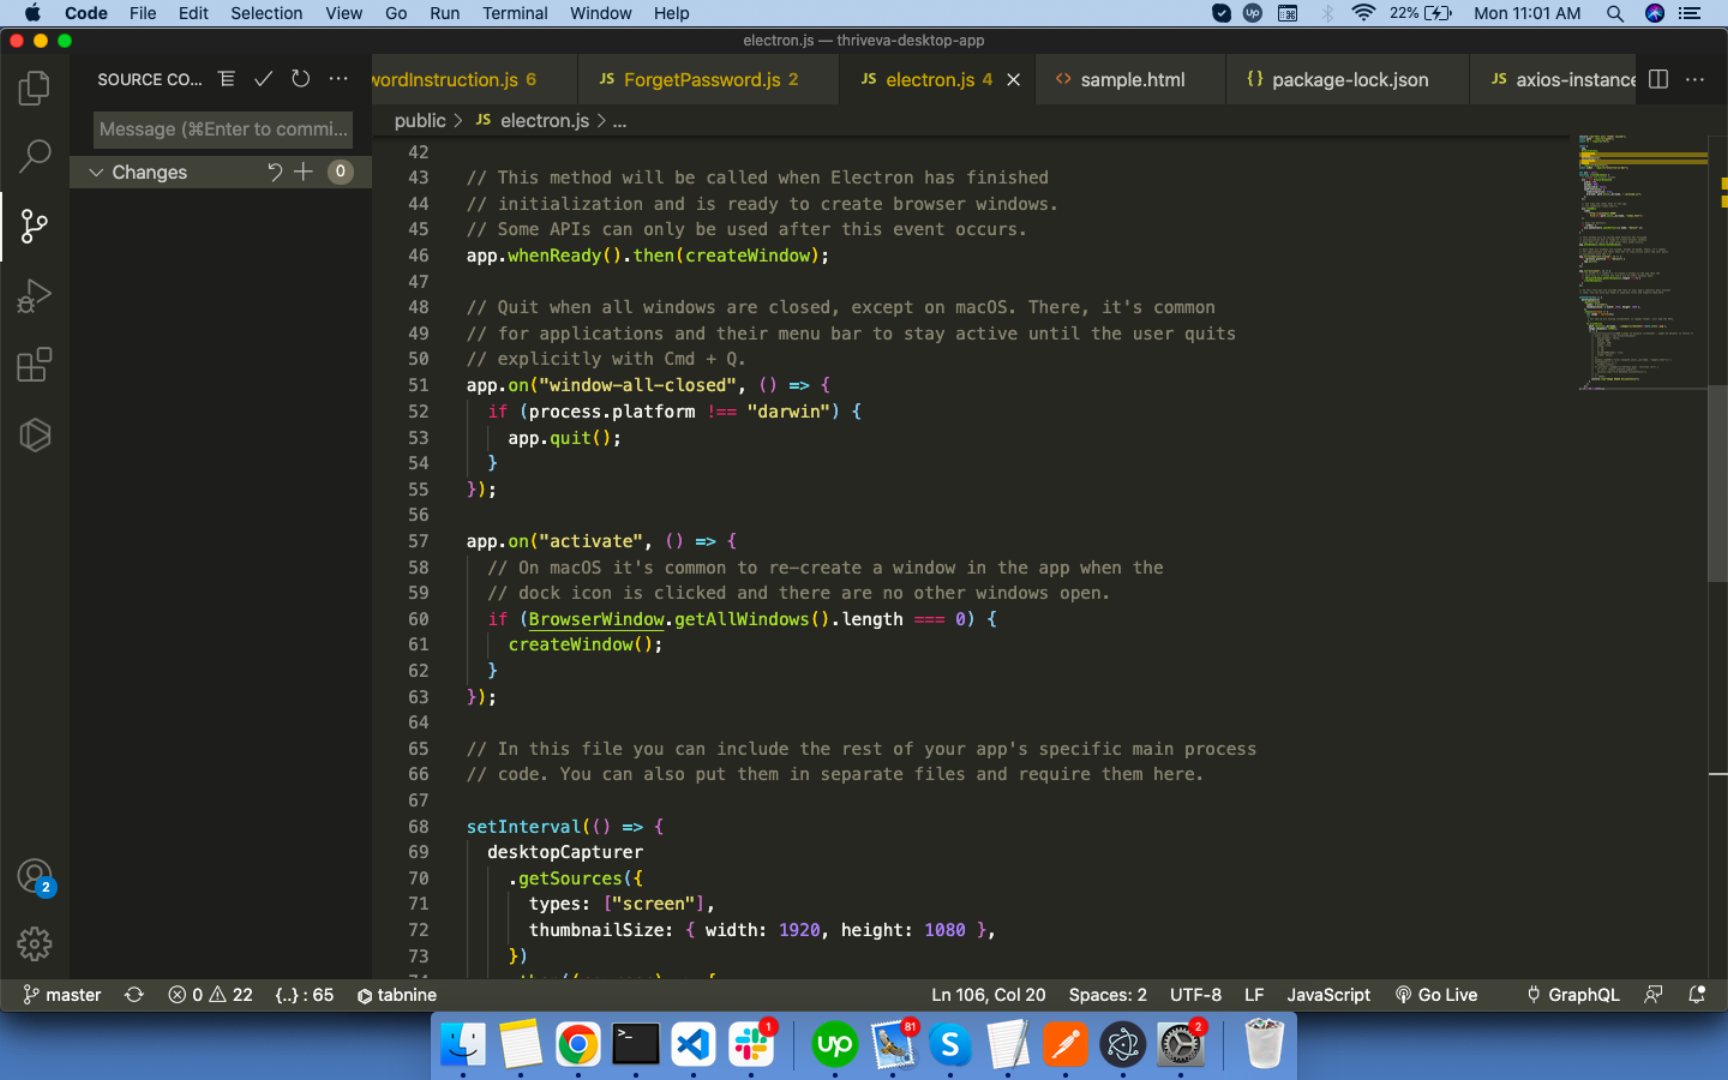 Code File Edit Selection View Go Run Terminal Window Help
UP 22% Mon 11:01 AM
electron.js — thriveva-desktop-app
SOURCE CO... ···
wordInstruction.js 6 JS ForgetPassword.js 2 JS electron.js 4 × <> sample.html {} package-lock.json JS axios-instance ···
Message (⌘Enter to commi...
public > JS electron.js > ...
Changes 0
42
43 // This method will be called when Electron has finished
44 // initialization and is ready to create browser windows.
45 // Some APIs can only be used after this event occurs.
46 app.whenReady().then(createWindow);
47
48 // Quit when all windows are closed, except on macOS. There, it's common
49 // for applications and their menu bar to stay active until the user quits
50 // explicitly with Cmd + Q.
51 app.on("window-all-closed", () => {
52 if (process.platform !== "darwin") {
53 app.quit();
54 }
55 });
56
57 app.on("activate", () => {
58 // On macOS it's common to re-create a window in the app when the
59 // dock icon is clicked and there are no other windows open.
60 if (BrowserWindow.getAllWindows().length === 0) {
61 createWindow();
62 }
63 });
64
65 // In this file you can include the rest of your app's specific main process
66 // code. You can also put them in separate files and require them here.
67
68 setInterval(() => {
69 desktopCapturer
70 .getSources({
71 types: ["screen"],
72 thumbnailSize: { width: 1920, height: 1080 },
73 })
2
master 0 22 {..} : 65 tabnine Ln 106, Col 20 Spaces: 2 UTF-8 LF JavaScript Go Live GraphQL
>_ 1 up 81 S 2